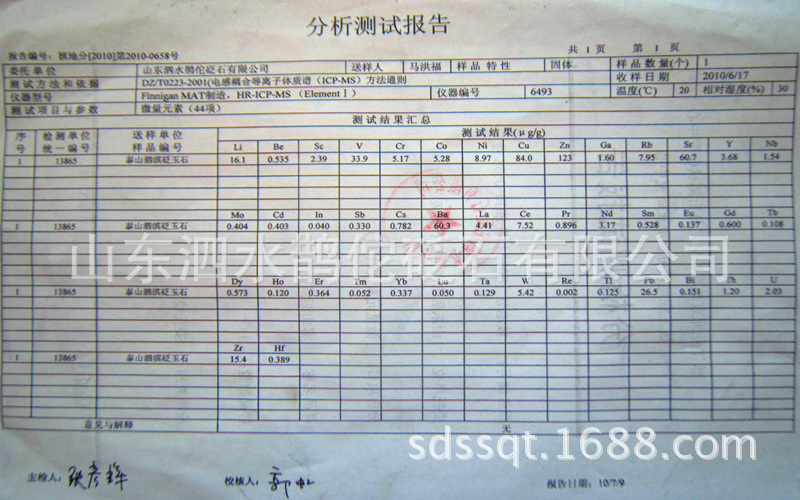 分析测试报告
报告编号：核地分[2010]第2010-0658号 共 1 页 第 1 页
委托单位 山东泗水鹊佗砭石有限公司 送样人 马洪福 样品特性 固体 样品数量(个) 1
测试方法和依据 DZ/T0223-2001(电感耦合等离子体质谱（ICP-MS）方法通则 收样日期 2010/6/17
仪器型号 Finnigan MAT制造，HR-ICP-MS （Element I ） 仪器编号 6493 温度(℃) 20 相对湿度(%) 30
测试项目与参数 微量元素（44项）
测试结果汇总
序号 检测单位统一编号 送样单位样品编号 测试结果(μg/g)
Li Be Sc V Cr Co Ni Cu Zn Ga Rb Sr Y Nb
1 13865 泰山泗滨砭玉石 16.1 0.535 2.39 33.9 5.17 5.28 8.97 84.0 123 1.60 7.95 60.7 3.68 1.54
Mo Cd In Sb Cs Ba La Ce Pr Nd Sm Eu Gd Tb
1 13865 泰山泗滨砭玉石 0.404 0.403 0.040 0.330 0.782 60.3 4.41 7.52 0.896 3.17 0.528 0.137 0.600 0.108
山东泗水鹊佗砭石有限公司
Dy Ho Er Tm Yb Lu Ta W Re Tl Pb Bi Th U
1 13865 泰山泗滨砭玉石 0.573 0.120 0.364 0.052 0.337 0.050 0.129 5.42 0.002 0.125 26.5 0.151 1.20 2.03
Zr Hf
1 13865 泰山泗滨砭玉石 15.4 0.389
意见与解释 无
sdssqt.1688.com
主检人： 校核人： 报告日期： 10/7/9